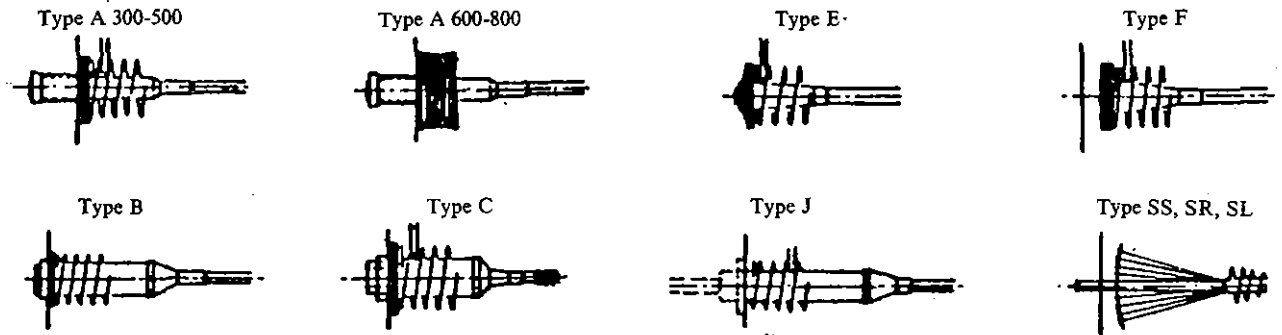 Type A 300-500
Type A 600-800
Type E
Type F
Type B
Type C
Type J
Type SS, SR, SL